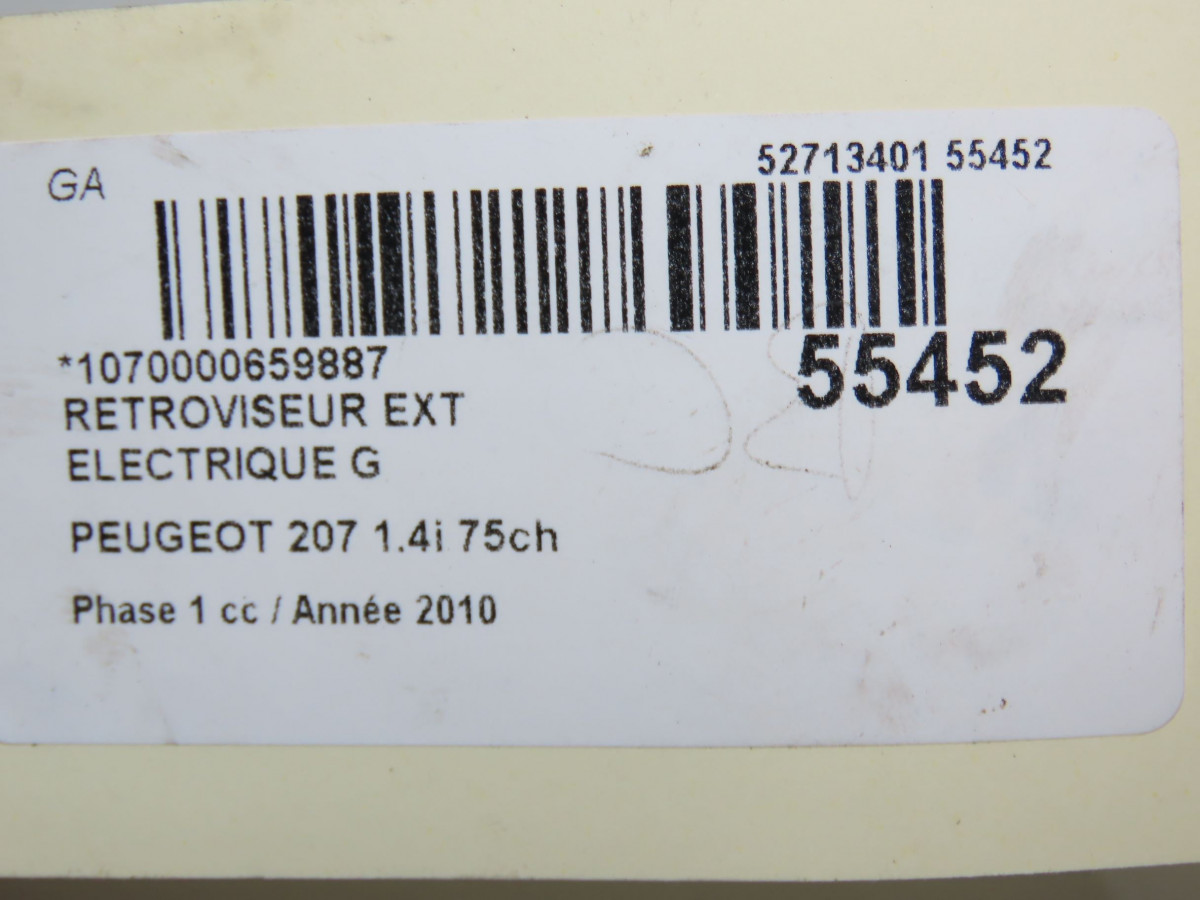 GA
52713401 55452
*1070000659887
55452
RETROVISEUR EXT
ELECTRIQUE G
PEUGEOT 207 1.4i 75ch
Phase 1 cc / Année 2010